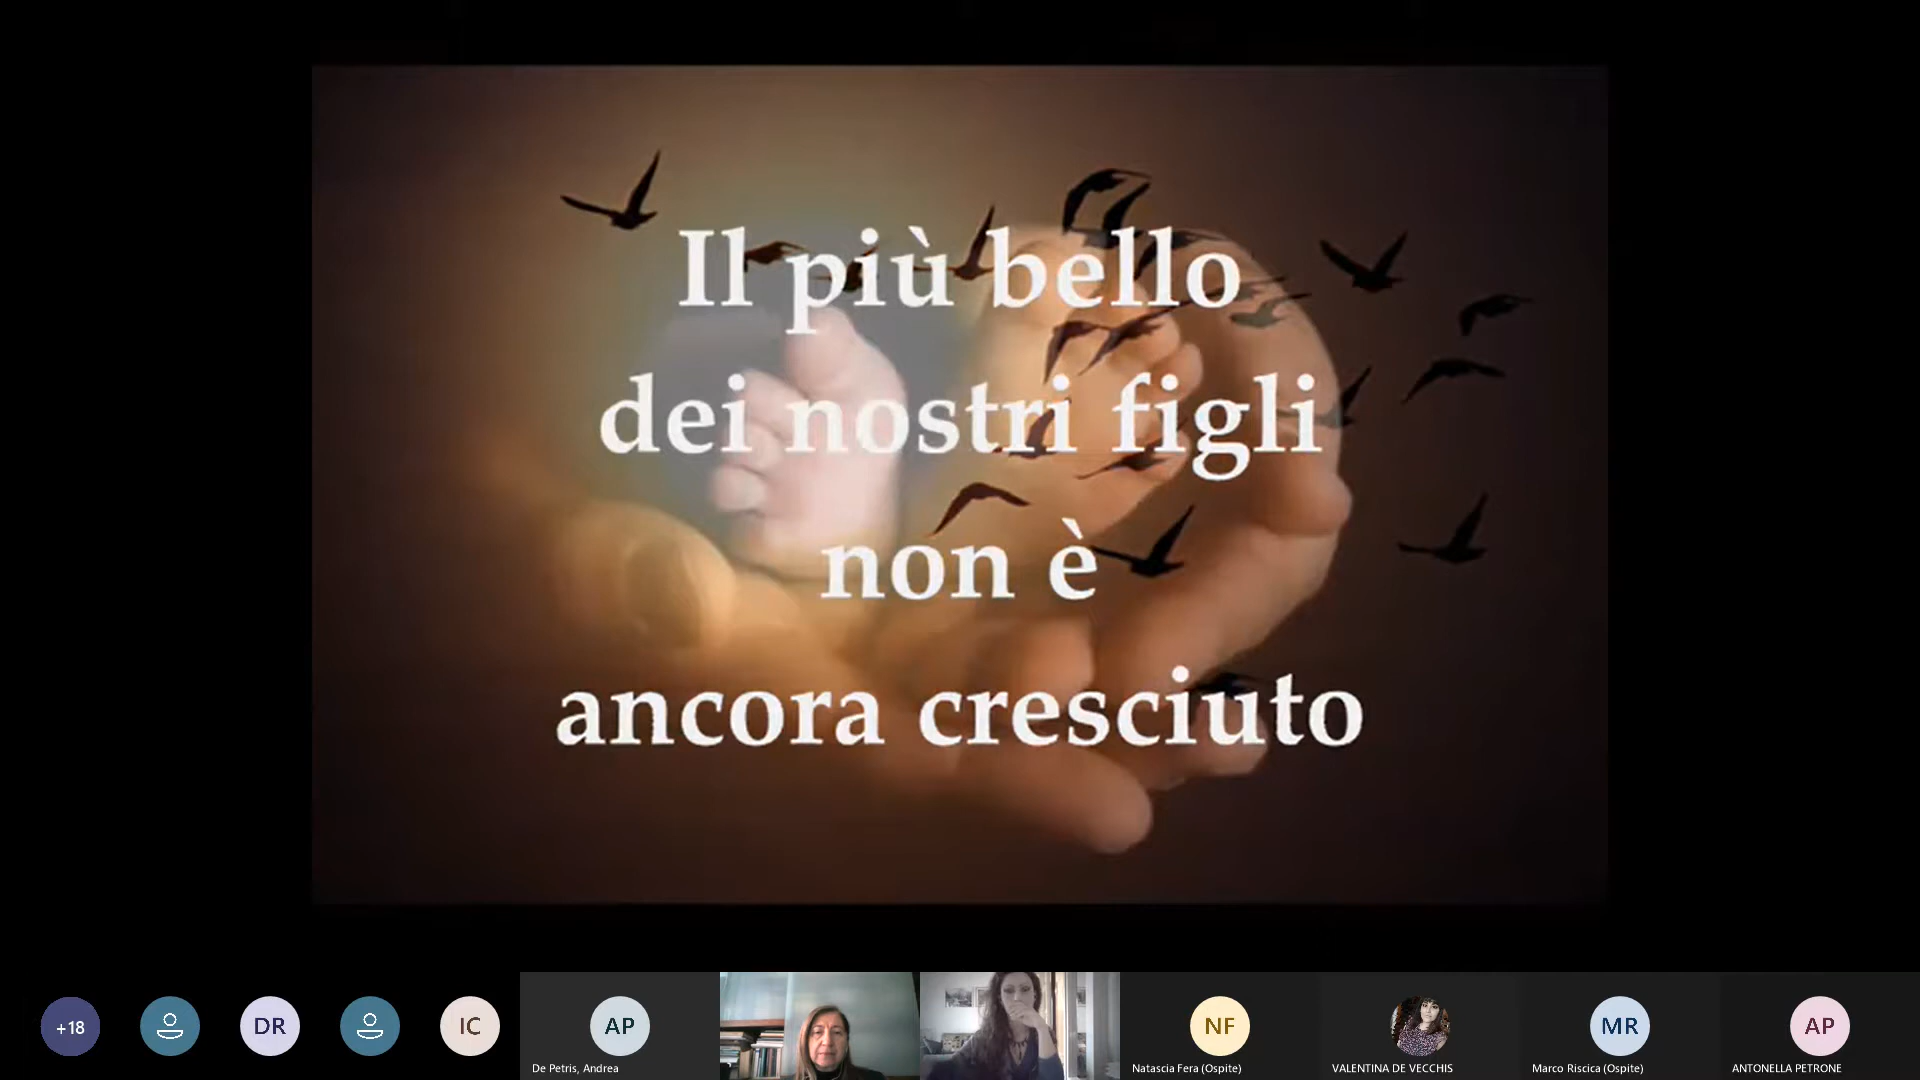 Il più bello
dei nostri figli
non è
ancora cresciuto
+18
DR
IC
AP
De Petris, Andrea
NF
Natascia Fera (Ospite)
VALENTINA DE VECCHIS
MR
Marco Riscica (Ospite)
AP
ANTONELLA PETRONE